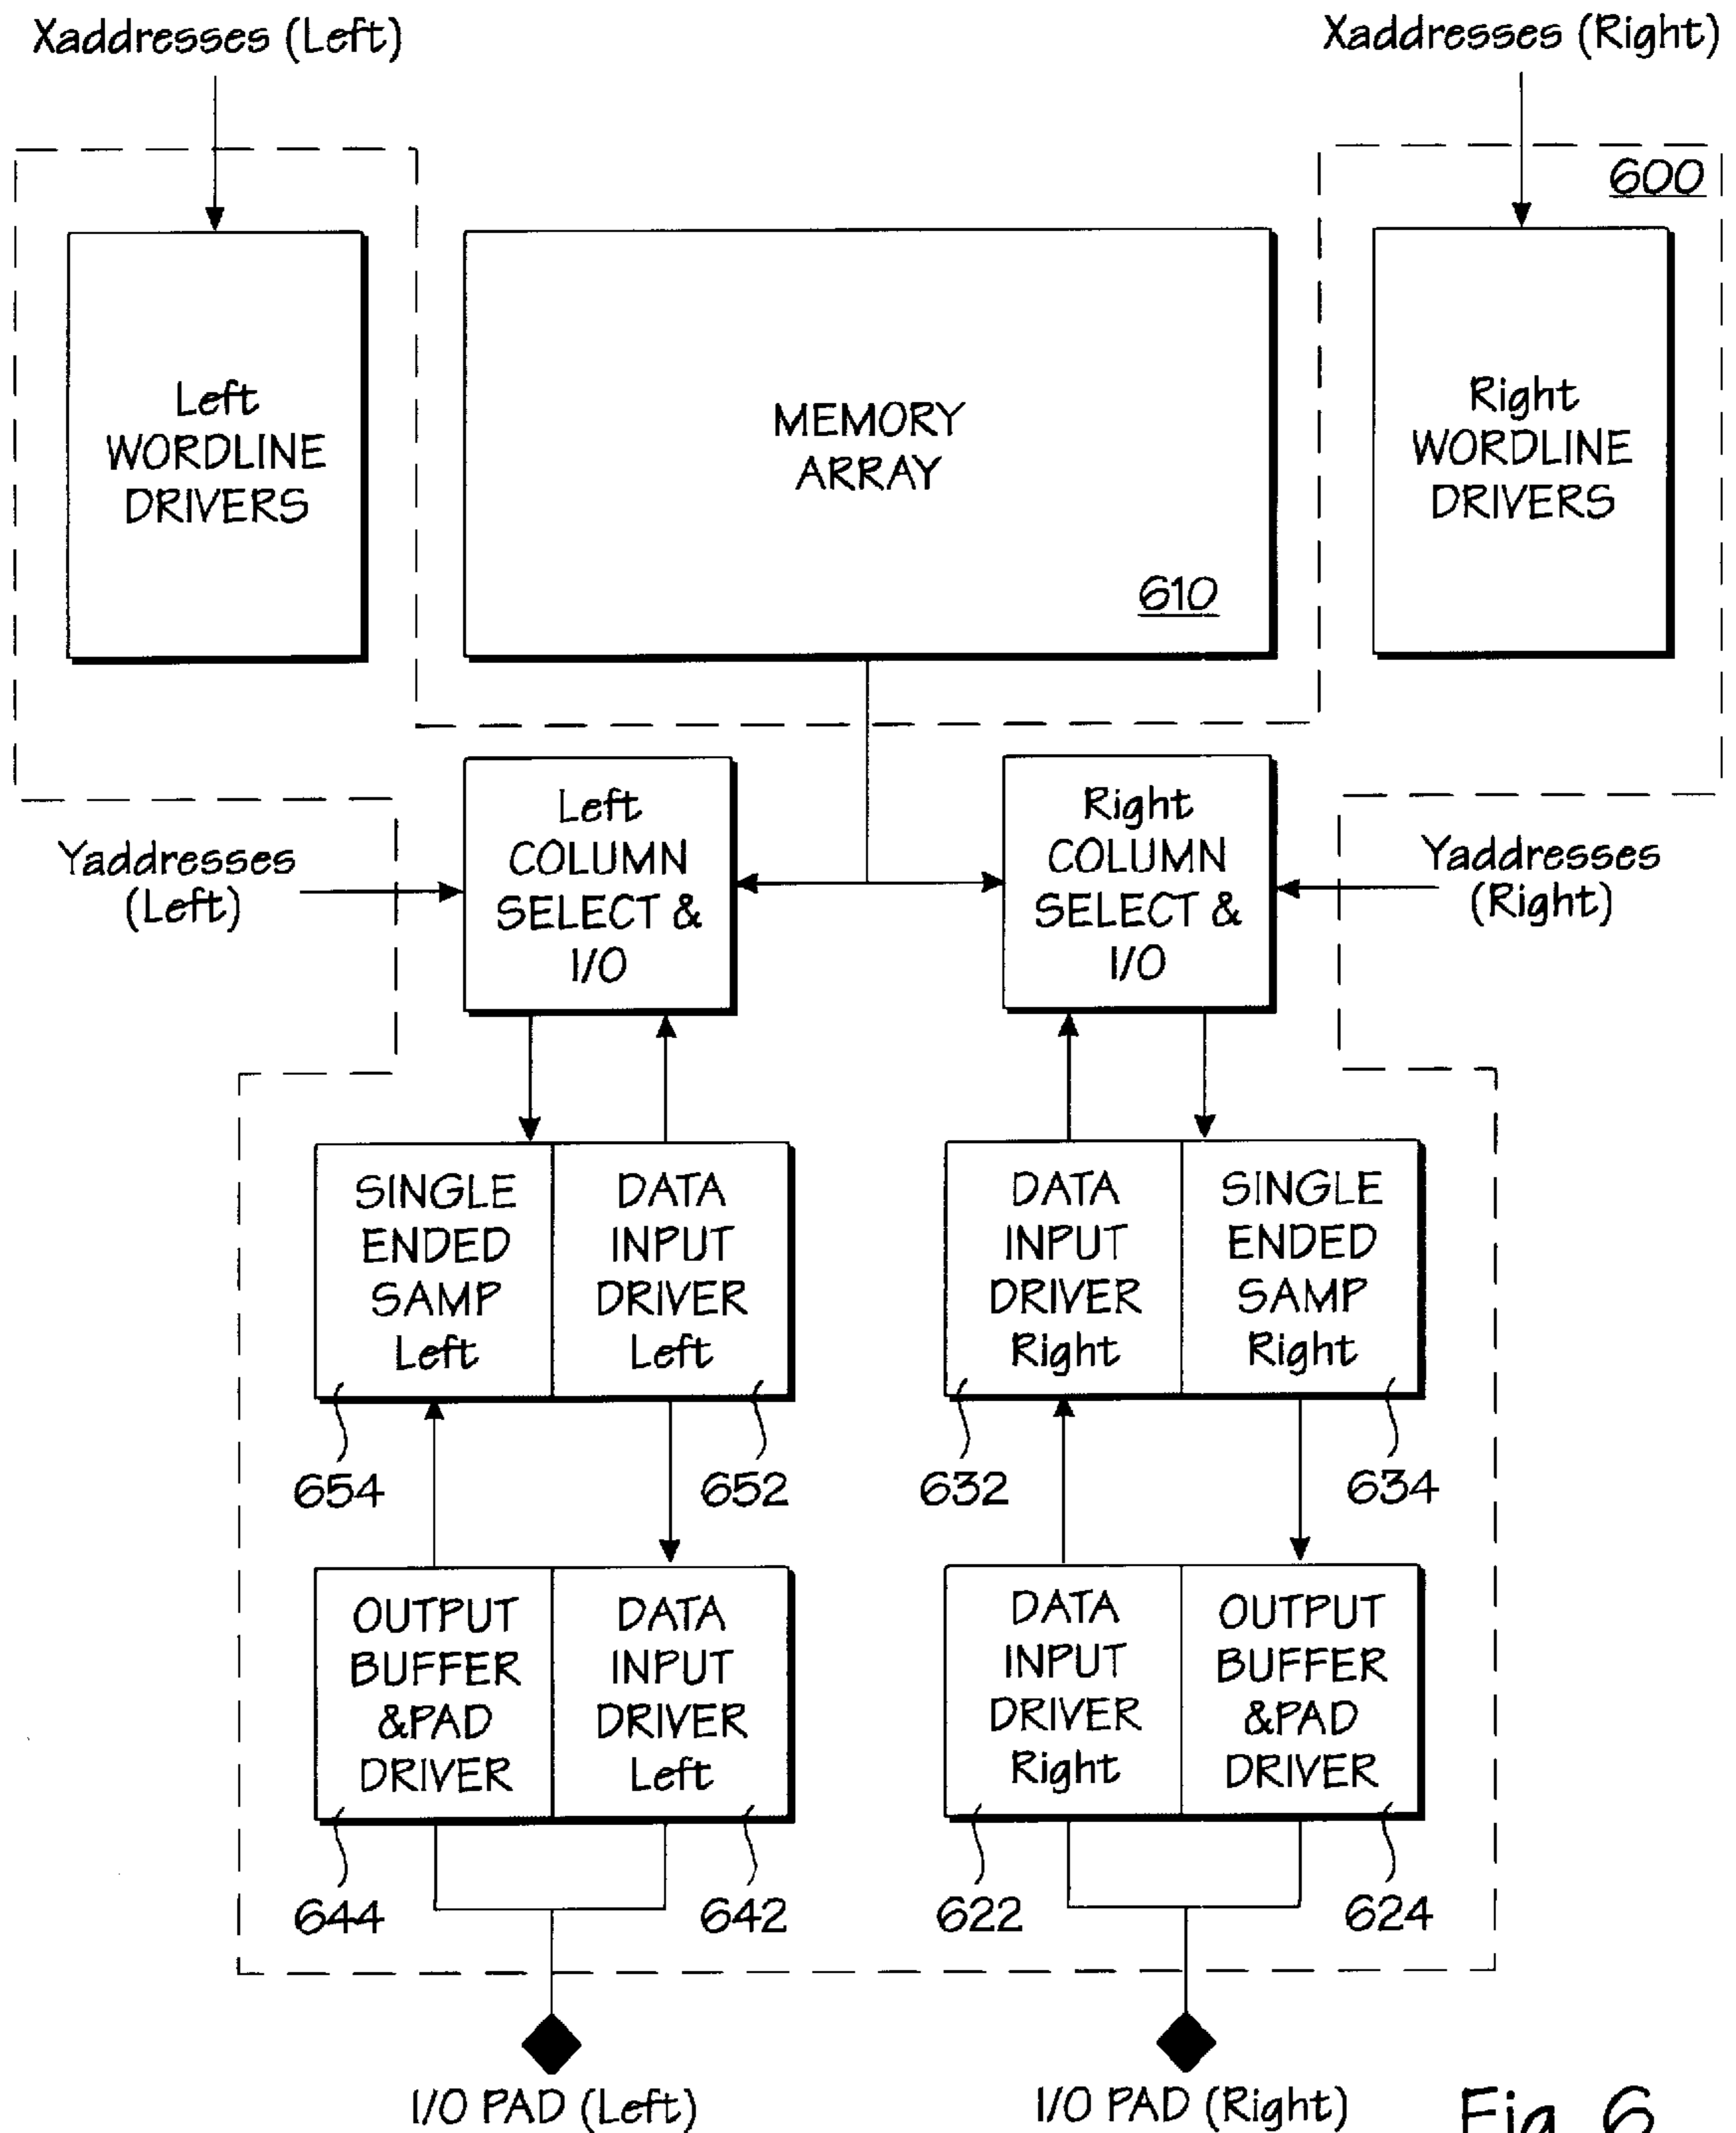 Xaddresses (Left)
Xaddresses (Right)
600
Left
WORDLINE
DRIVERS
MEMORY
ARRAY
610
Right
WORDLINE
DRIVERS
Left
COLUMN
SELECT &
I/O
Right
COLUMN
SELECT &
I/O
Yaddresses
(Left)
Yaddresses
(Right)
SINGLE
ENDED
SAMP
Left
DATA
INPUT
DRIVER
Left
DATA
INPUT
DRIVER
Right
SINGLE
ENDED
SAMP
Right
654
652
632
634
OUTPUT
BUFFER
&PAD
DRIVER
DATA
INPUT
DRIVER
Left
DATA
INPUT
DRIVER
Right
OUTPUT
BUFFER
&PAD
DRIVER
644
642
622
624
I/O PAD (Left)
I/O PAD (Right)
Fig. 6